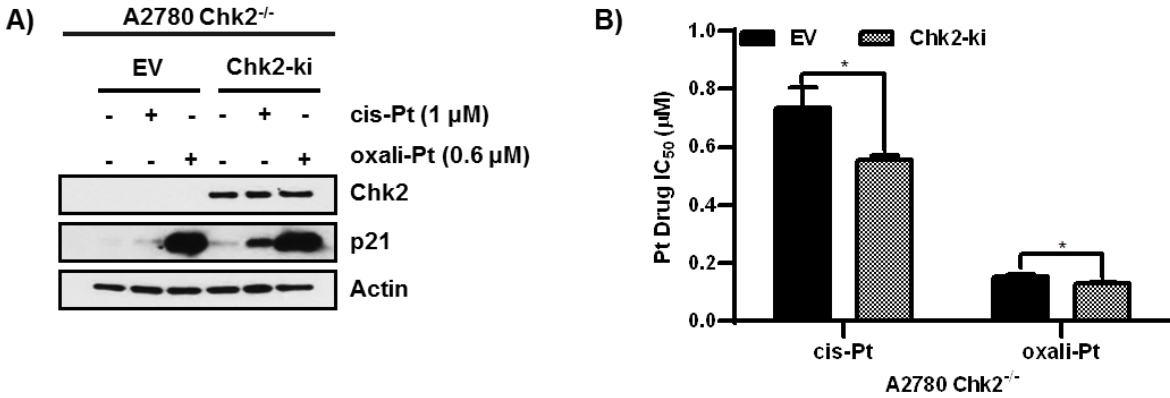 A)
A2780 Chk2-/-
EV Chk2-ki
- + - - + - cis-Pt (1 µM)
- - + - - + oxali-Pt (0.6 µM)
Chk2
p21
Actin
B)
EV Chk2-ki
Pt Drug IC50 (µM)
1.0
0.8
0.6
0.4
0.2
0.0
*
*
cis-Pt oxali-Pt
A2780 Chk2-/-